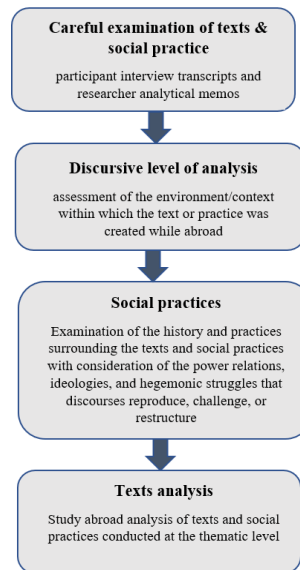 Careful examination of texts &
social practice
participant interview transcripts and
researcher analytical memos
Discursive level of analysis
assessment of the environment/context
within which the text or practice was
created while abroad
Social practices
Examination of the history and practices
surrounding the texts and social practices
with consideration of the power relations,
ideologies, and hegemonic struggles that
discourses reproduce, challenge, or
restructure
Texts analysis
Study abroad analysis of texts and social
practices conducted at the thematic level